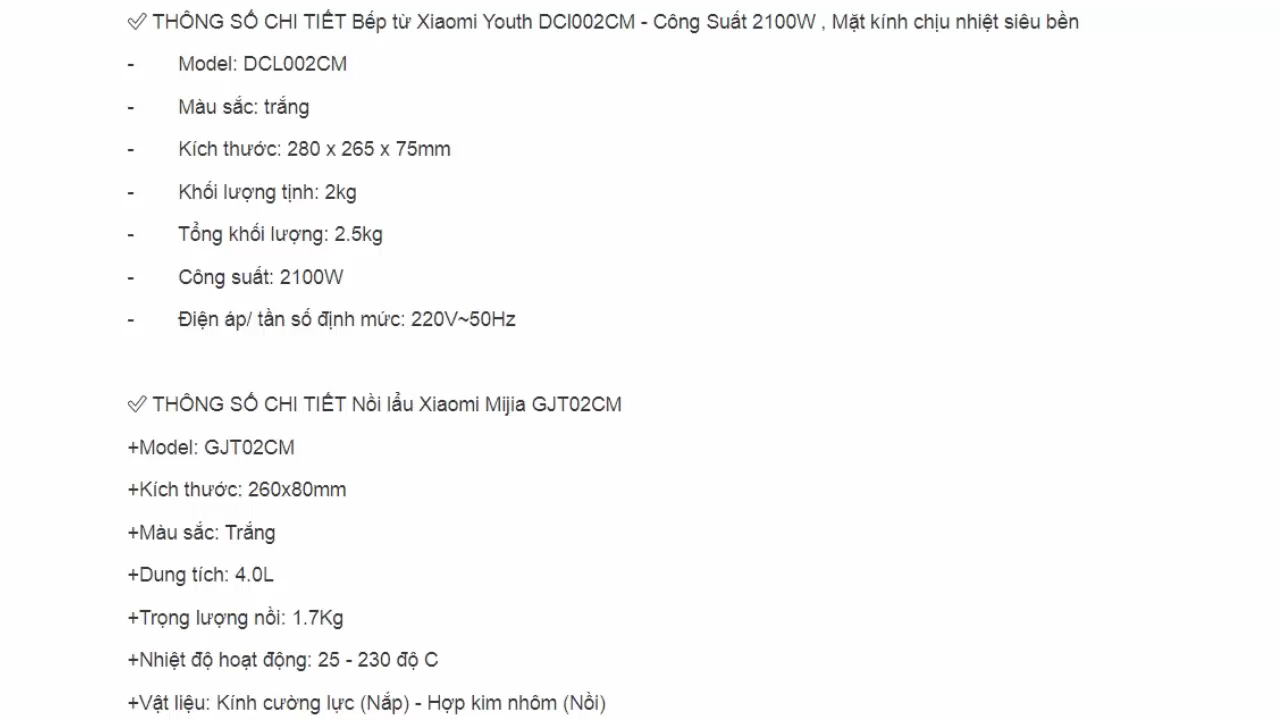 ✅ THÔNG SỐ CHI TIẾT Bếp từ Xiaomi Youth DCl002CM - Công Suất 2100W , Mặt kính chịu nhiệt siêu bền
- Model: DCL002CM
- Màu sắc: trắng
- Kích thước: 280 x 265 x 75mm
- Khối lượng tịnh: 2kg
- Tổng khối lượng: 2.5kg
- Công suất: 2100W
- Điện áp/ tần số định mức: 220V~50Hz
✅ THÔNG SỐ CHI TIẾT Nồi lẩu Xiaomi Mijia GJT02CM
+Model: GJT02CM
+Kích thước: 260x80mm
+Màu sắc: Trắng
+Dung tích: 4.0L
+Trọng lượng nồi: 1.7Kg
+Nhiệt độ hoạt động: 25 - 230 độ C
+Vật liệu: Kính cường lực (Nắp) - Hợp kim nhôm (Nồi)